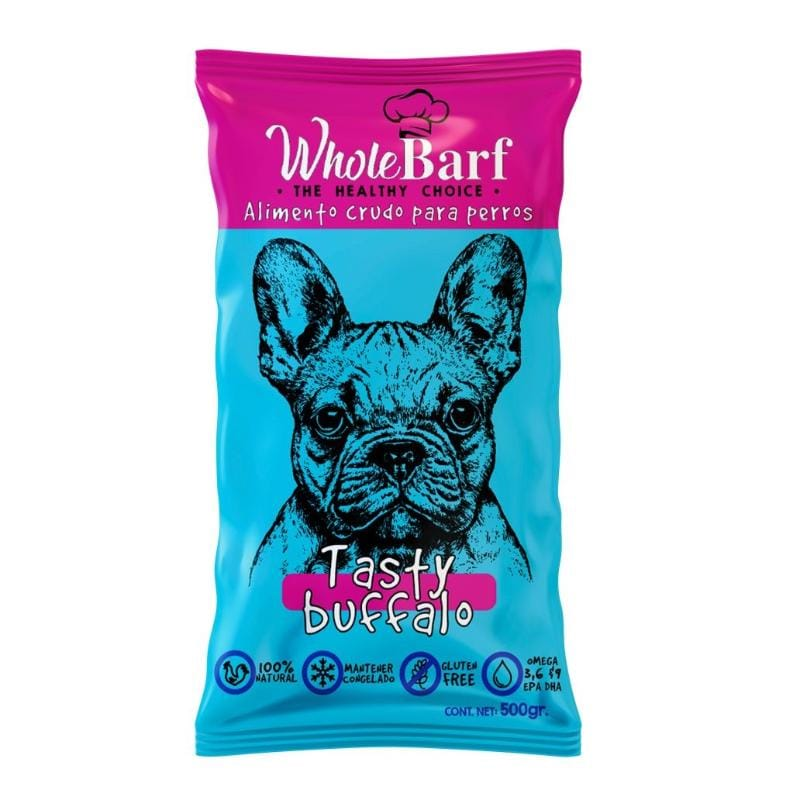 WholeBarf
• THE HEALTHY CHOICE •
Alimento crudo para perros
Tasty
buffalo
100%
NATURAL
MANTENER
CONGELADO
GLUTEN
FREE
OMEGA
3,6 &9
EPA DHA
CONT. NET: 500gr.